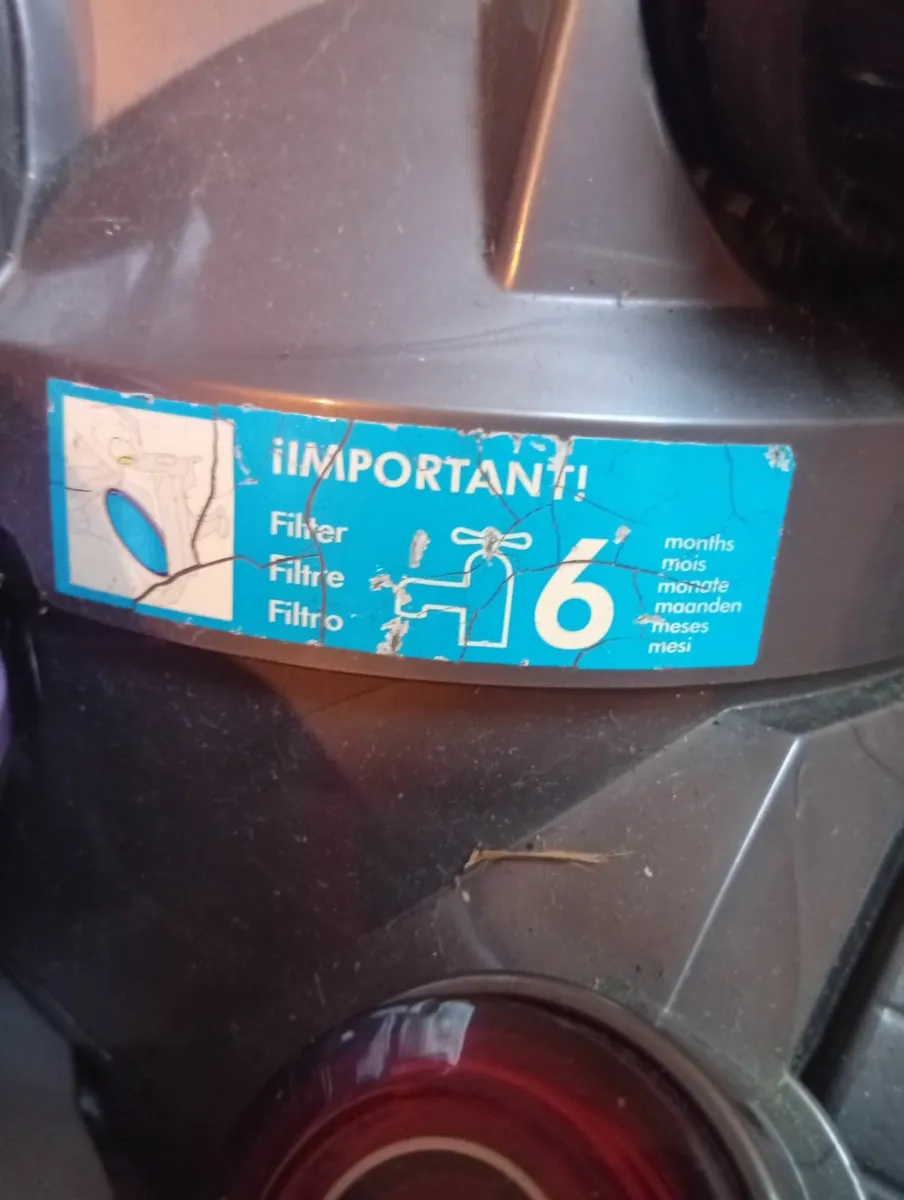 ¡IMPORTANT!
Filter
Filtre
Filtro
6
months
mois
monate
maanden
meses
mesi